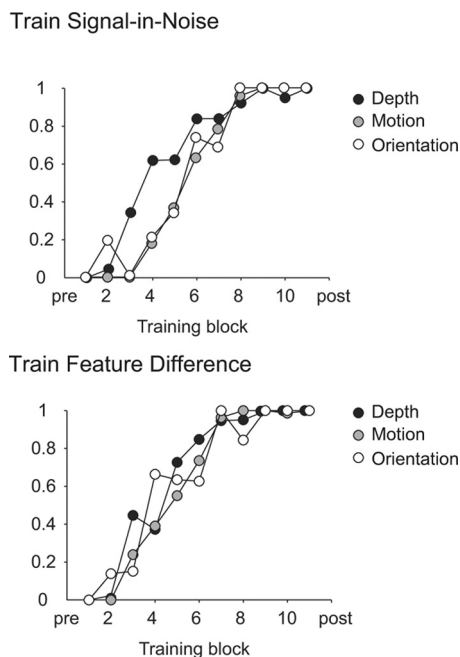 Train Signal-in-Noise
1
0.8
0.6
0.4
0.2
0
pre 2 4 6 8 10 post
Training block
Depth
Motion
Orientation
Train Feature Difference
1
0.8
0.6
0.4
0.2
0
pre 2 4 6 8 10 post
Training block
Depth
Motion
Orientation